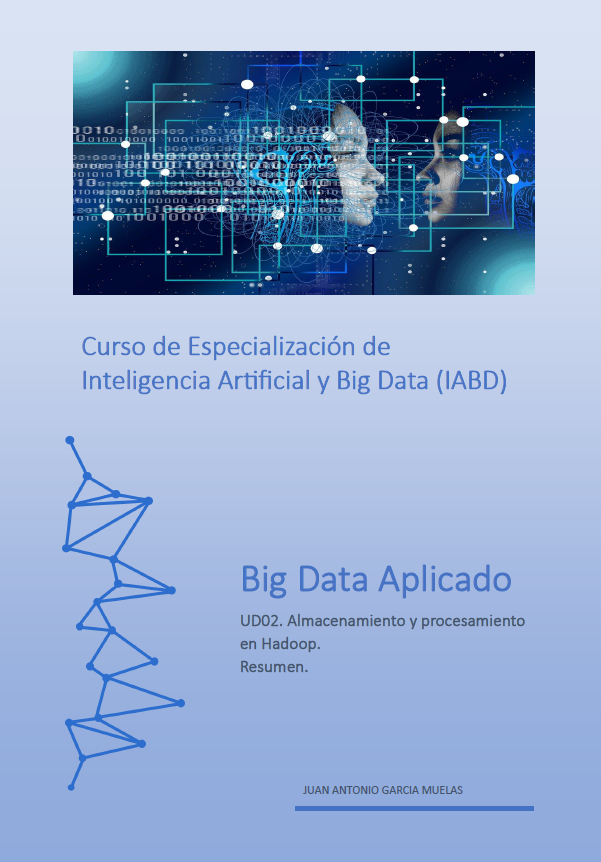 Curso de Especialización de
Inteligencia Artificial y Big Data (IABD)
Big Data Aplicado
UD02. Almacenamiento y procesamiento
en Hadoop.
Resumen.
JUAN ANTONIO GARCIA MUELAS